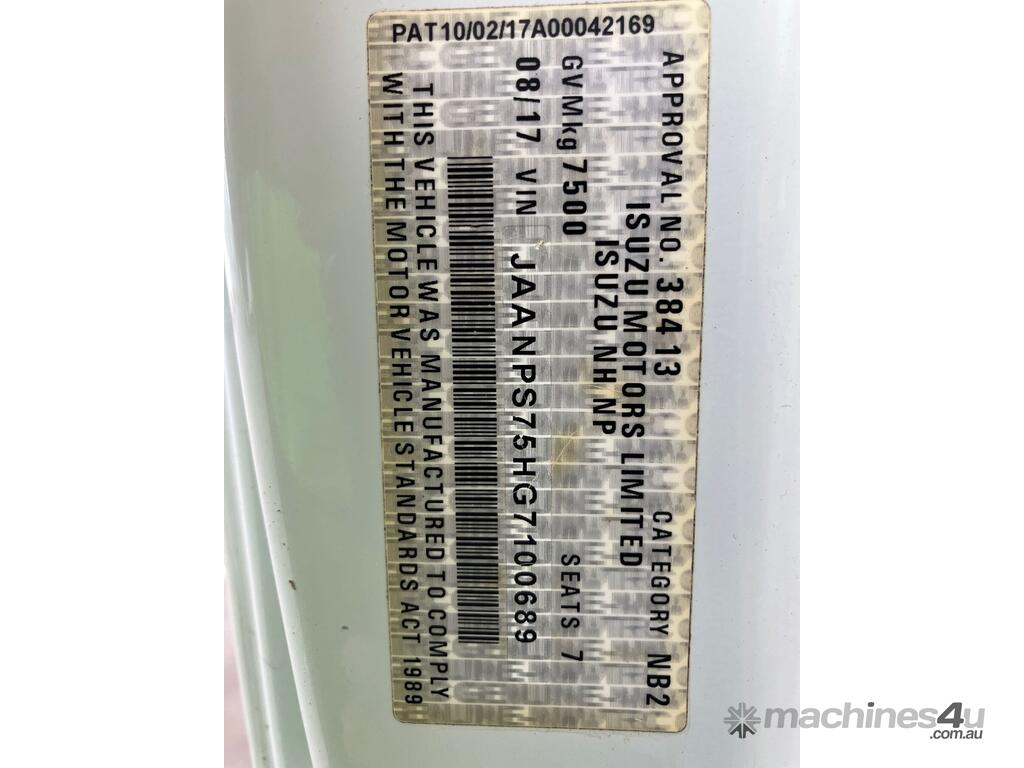 PAT10/02/17A00042169
APPROVAL NO. 38413 CATEGORY NB2
ISUZU MOTORS LIMITED
ISUZU NH NP
GVMkg 7500 SEATS 7
08/17 VIN JAANPS75HG7100689
THIS VEHICLE WAS MANUFACTURED TO COMPLY
WITH THE MOTOR VEHICLE STANDARDS ACT 1989
machines4u
.com.au